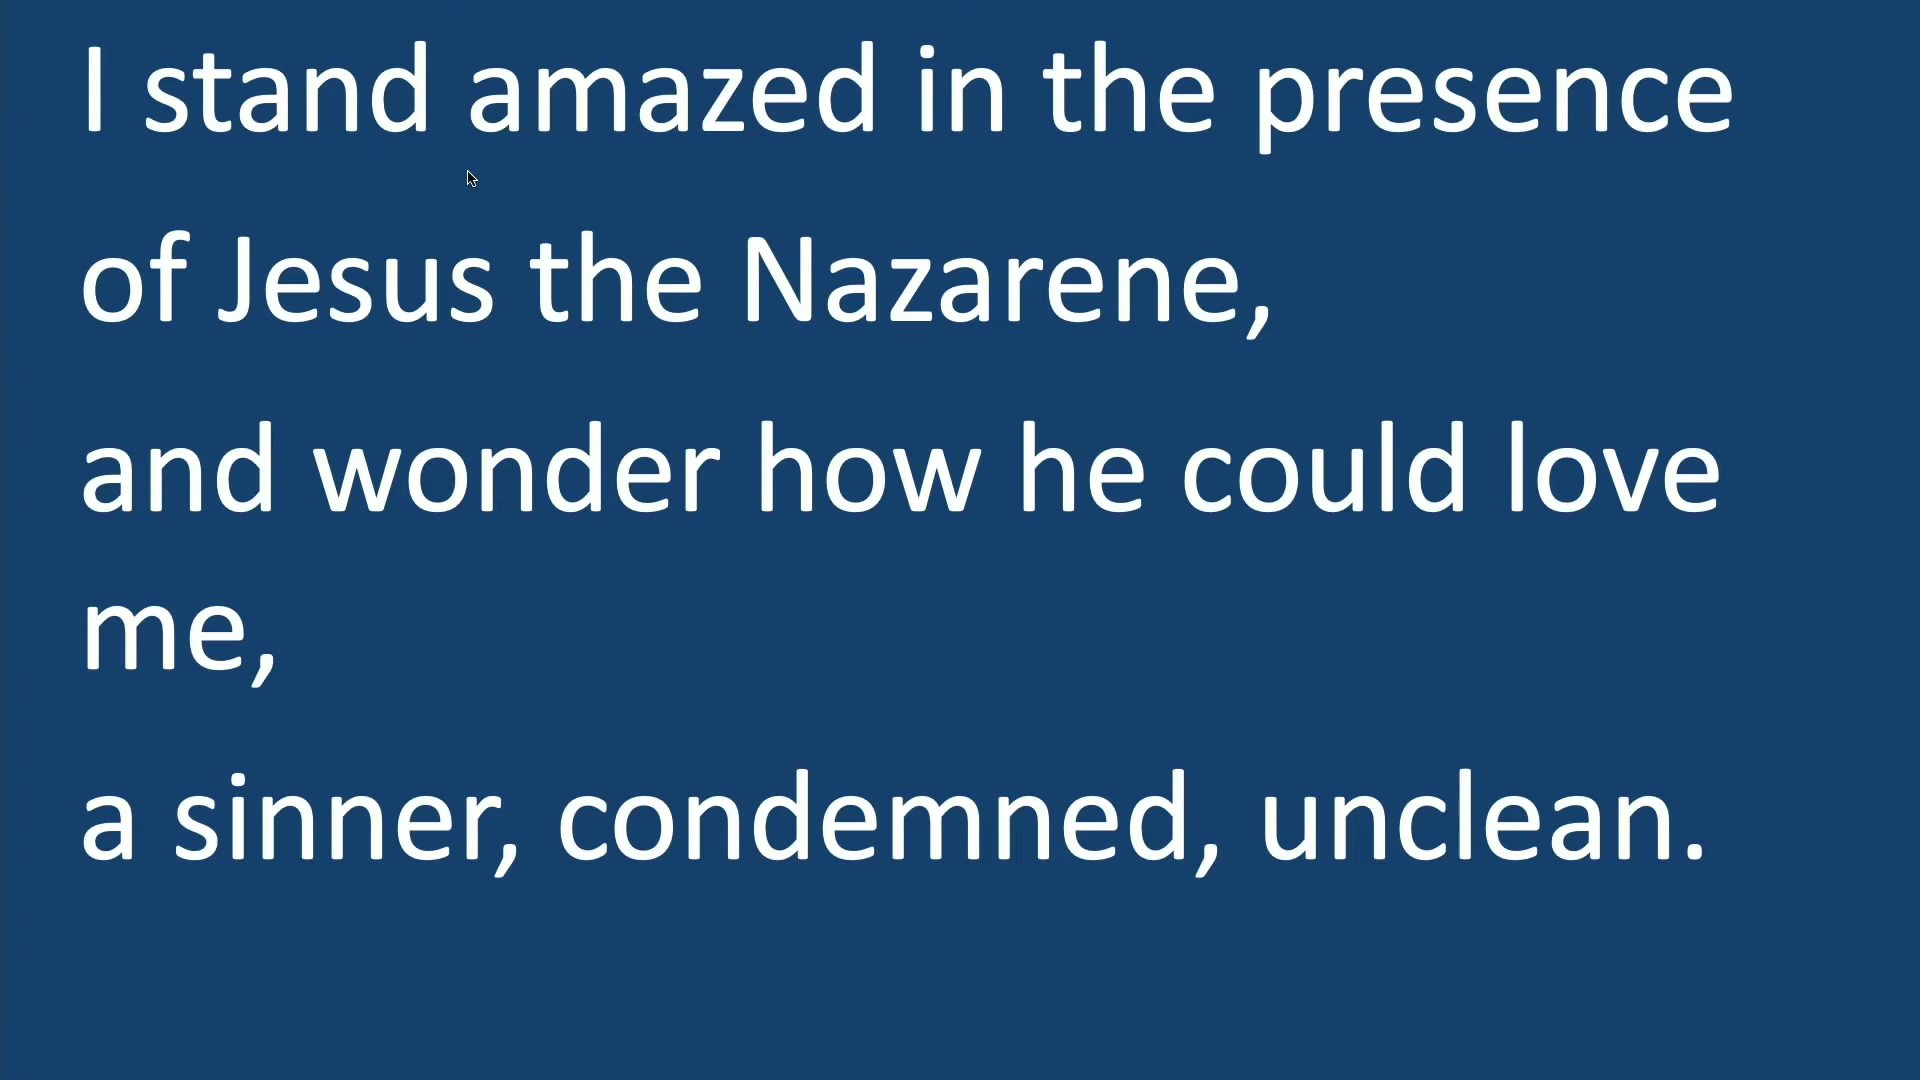 I stand amazed in the presence
of Jesus the Nazarene,
and wonder how he could love
me,
a sinner, condemned, unclean.